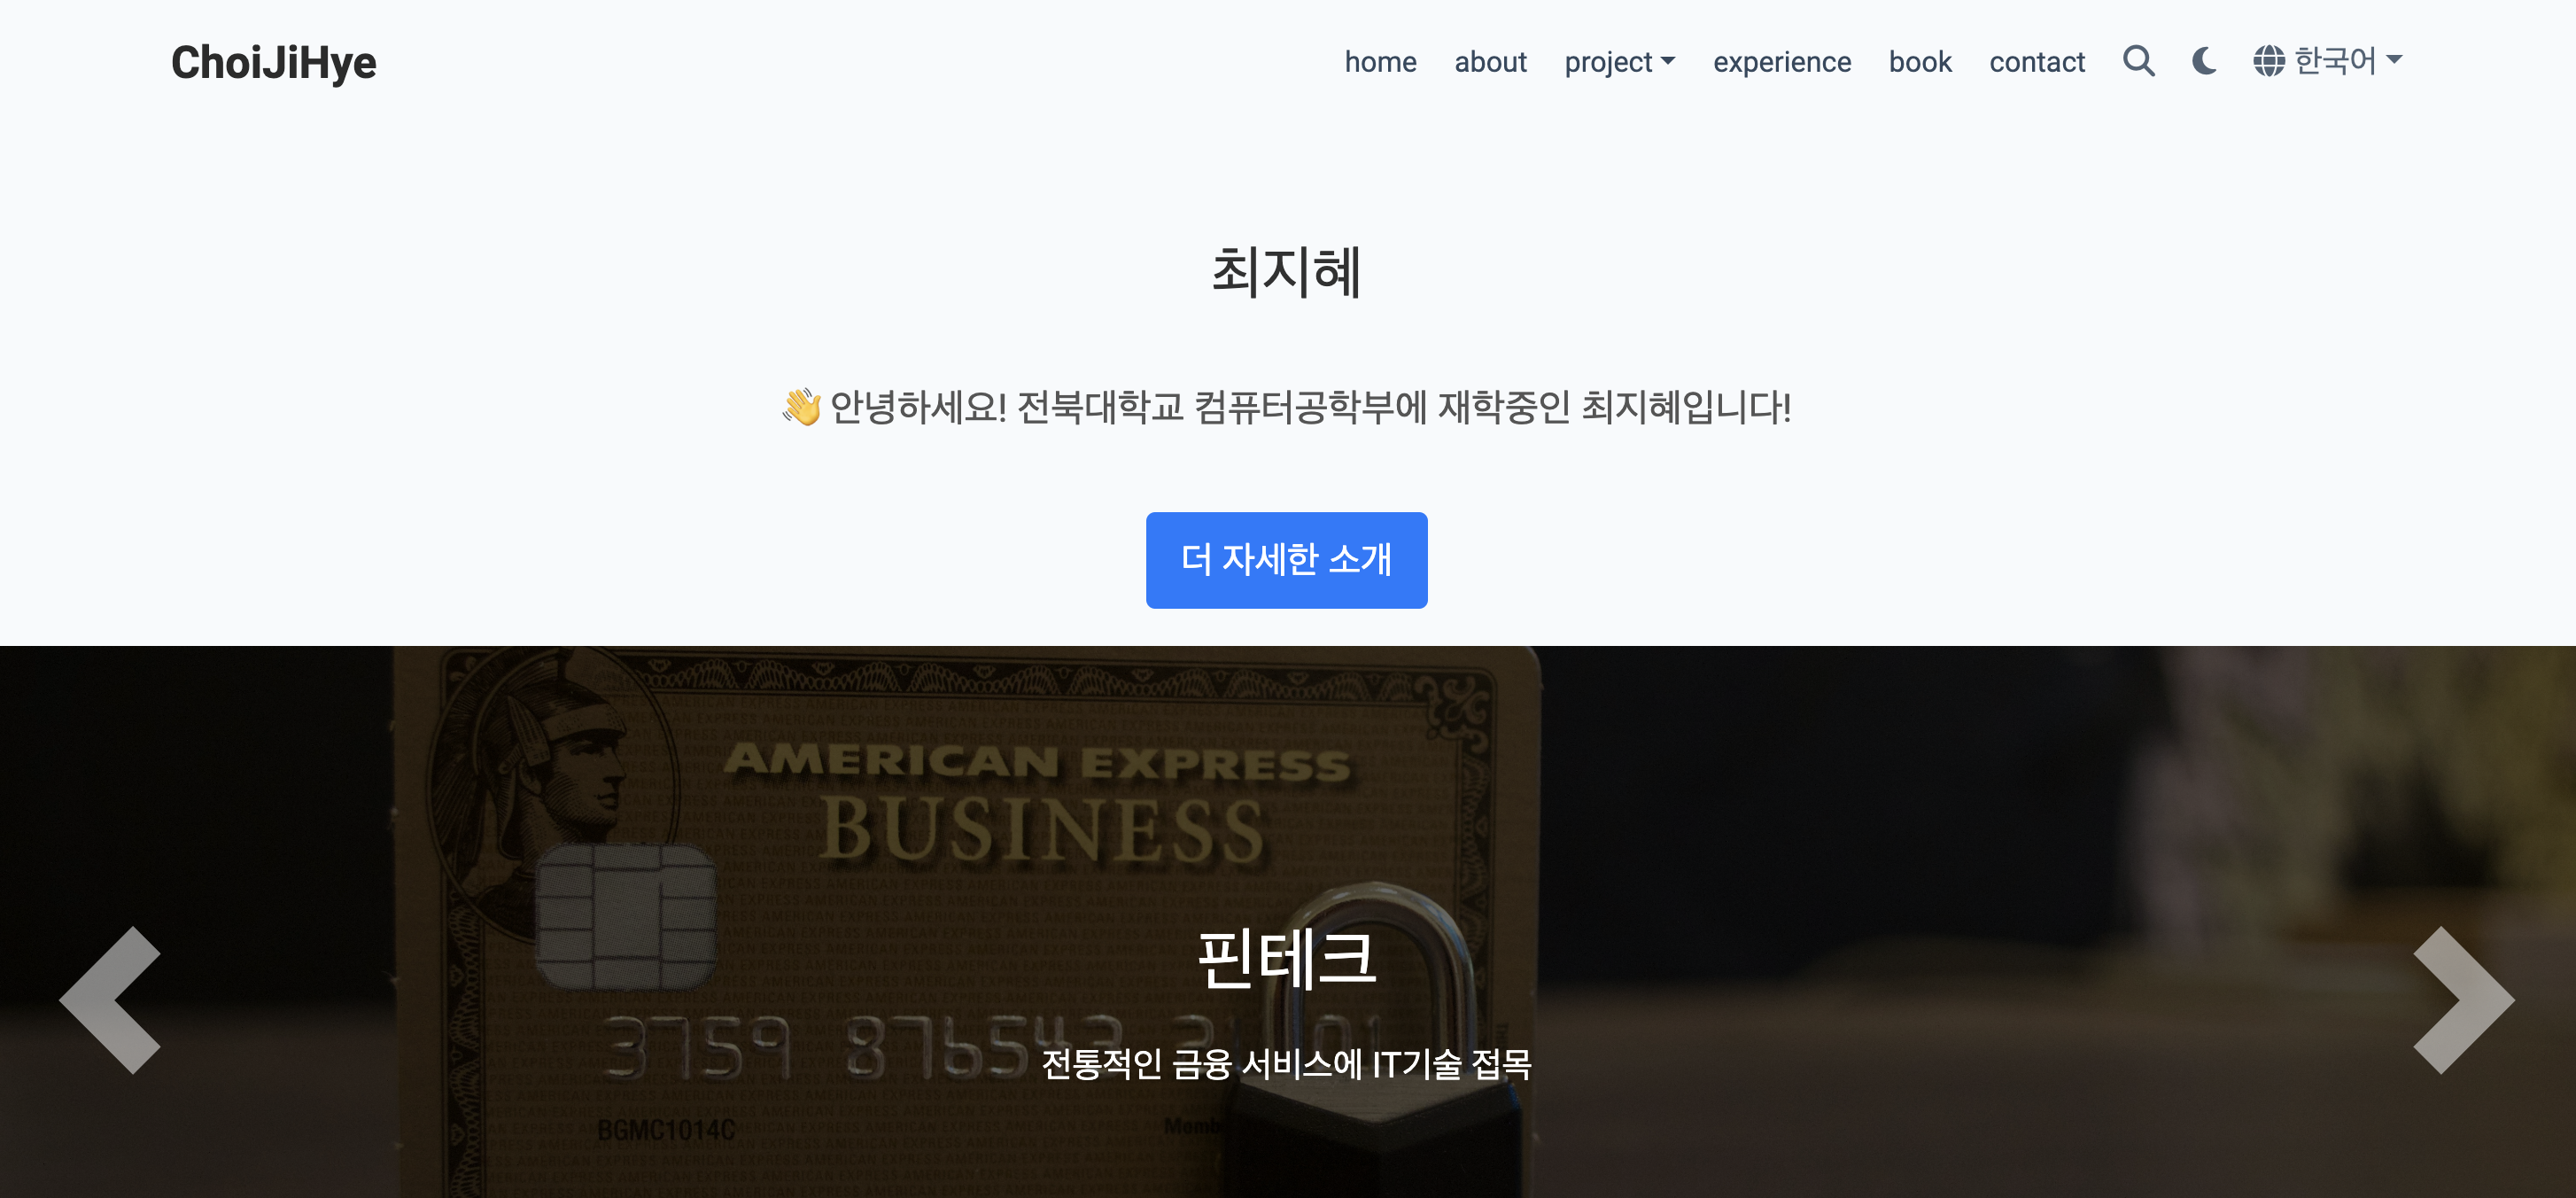 ChoiJiHye
home about project experience book contact 한국어
최지혜
👋 안녕하세요! 전북대학교 컴퓨터공학부에 재학중인 최지혜입니다!
더 자세한 소개
AMERICAN EXPRESS
BUSINESS
핀테크
3759 876543
전통적인 금융 서비스에 IT기술 접목
BGMC1014C